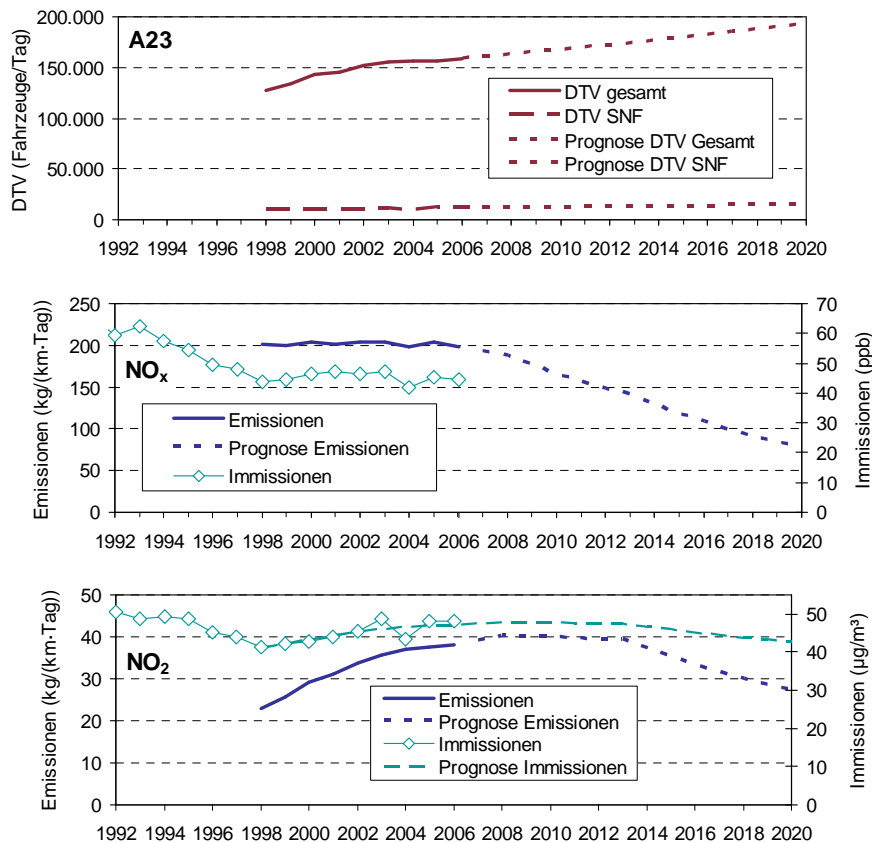 A23
DTV (Fahrzeuge/Tag)
200.000
150.000
100.000
50.000
0
DTV gesamt
DTV SNF
Prognose DTV Gesamt
Prognose DTV SNF
1992 1994 1996 1998 2000 2002 2004 2006 2008 2010 2012 2014 2016 2018 2020
NOx
Emissionen (kg/(km·Tag))
250
200
150
100
50
0
Emissionen
Prognose Emissionen
Immissionen
70
60
50
40
30
20
10
0
Immissionen (ppb)
1992 1994 1996 1998 2000 2002 2004 2006 2008 2010 2012 2014 2016 2018 2020
NO2
Emissionen (kg/(km·Tag))
50
40
30
20
10
0
Emissionen
Prognose Emissionen
Immissionen
Prognose Immissionen
50
40
30
20
10
0
Immissionen (µg/m³)
1992 1994 1996 1998 2000 2002 2004 2006 2008 2010 2012 2014 2016 2018 2020